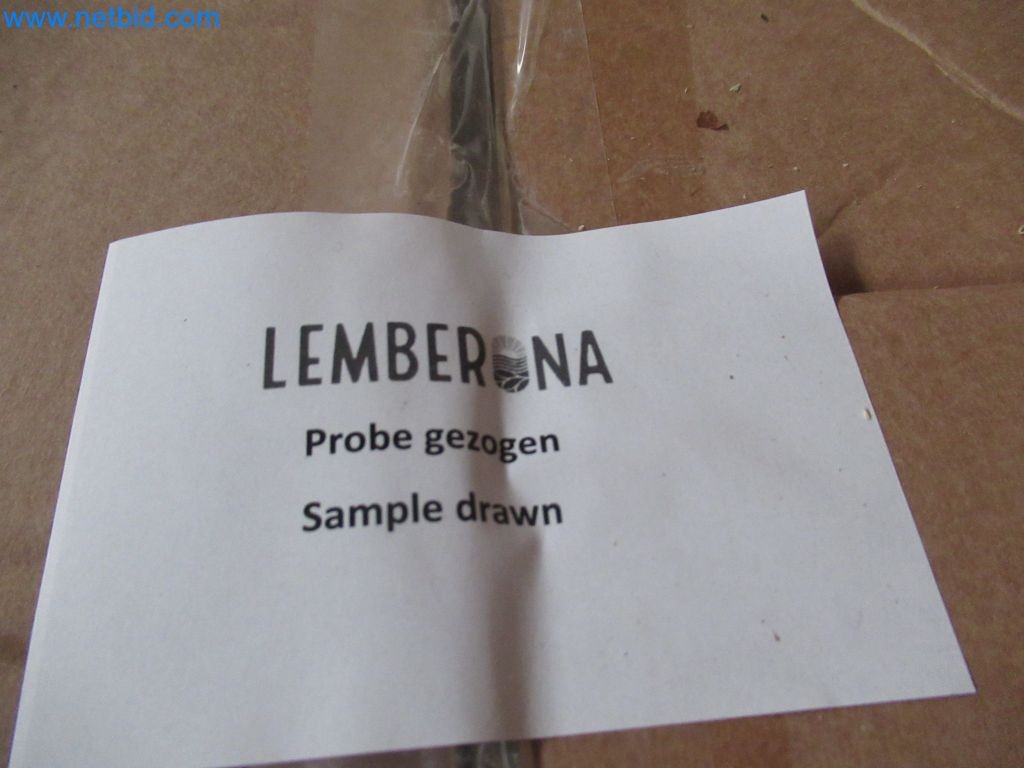 www.netbid.com
LEMBERONA
Probe gezogen
Sample drawn